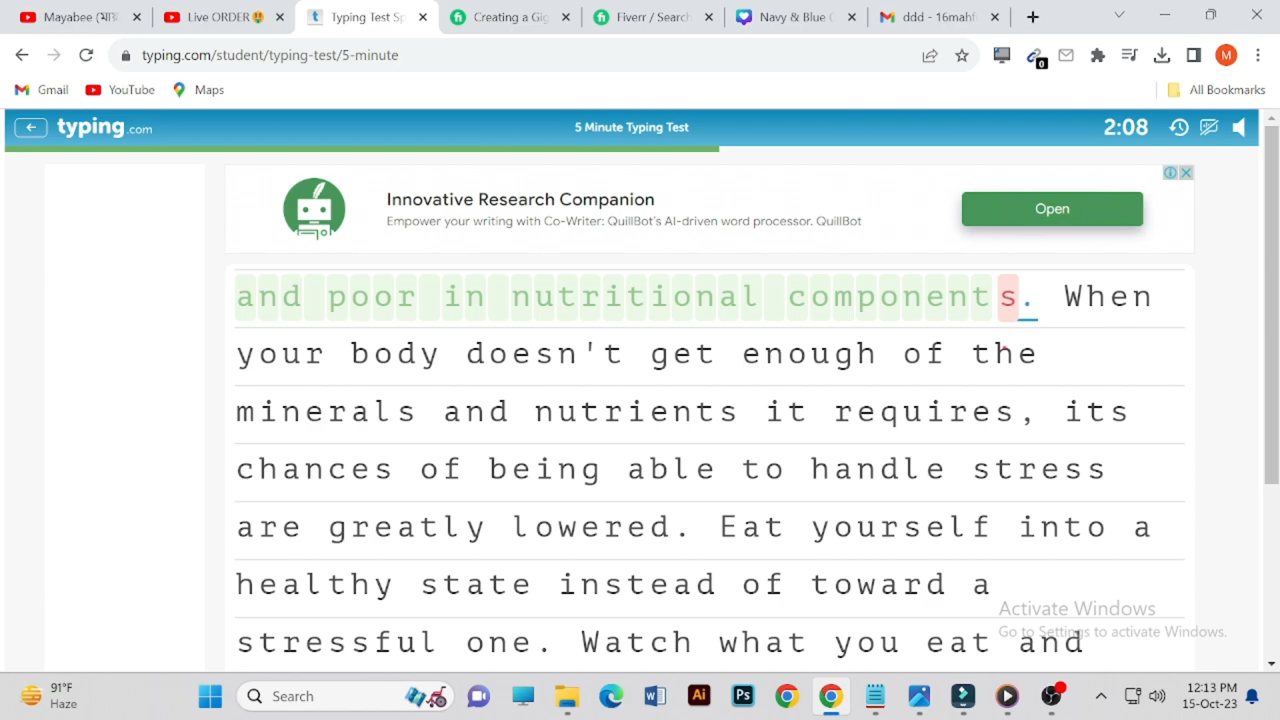 Mayabee (মায়
Live ORDER
Typing Test Sp
Creating a Gig
Fiverr / Search
Navy & Blue C
ddd - 16mahf
typing.com/student/typing-test/5-minute
0
M
Gmail
YouTube
Maps
All Bookmarks
typing.com
5 Minute Typing Test
2:08
Innovative Research Companion
Empower your writing with Co-Writer: QuillBot's AI-driven word processor. QuillBot
Open
and poor in nutritional components. When
your body doesn't get enough of the
minerals and nutrients it requires, its
chances of being able to handle stress
are greatly lowered. Eat yourself into a
healthy state instead of toward a
stressful one. Watch what you eat and
Activate Windows
Go to Settings to activate Windows.
91°F
Haze
Search
Ai
Ps
12:13 PM
15-Oct-23